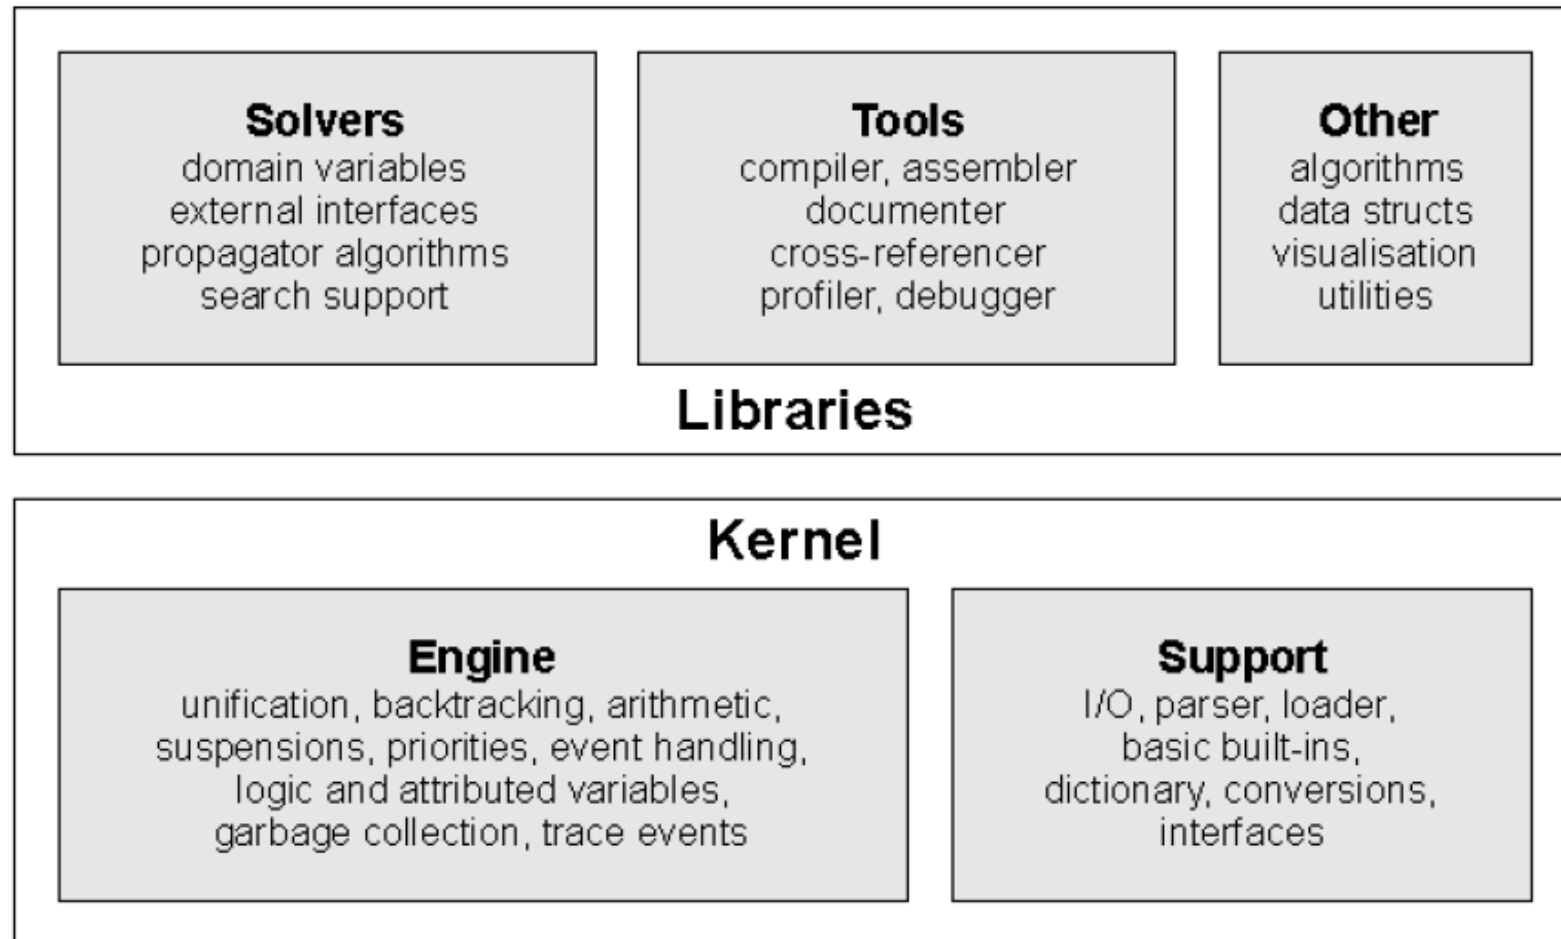 Solvers
domain variables
external interfaces
propagator algorithms
search support
Tools
compiler, assembler
documenter
cross-referencer
profiler, debugger
Other
algorithms
data structs
visualisation
utilities
Libraries
Kernel
Engine
unification, backtracking, arithmetic,
suspensions, priorities, event handling,
logic and attributed variables,
garbage collection, trace events
Support
I/O, parser, loader,
basic built-ins,
dictionary, conversions,
interfaces